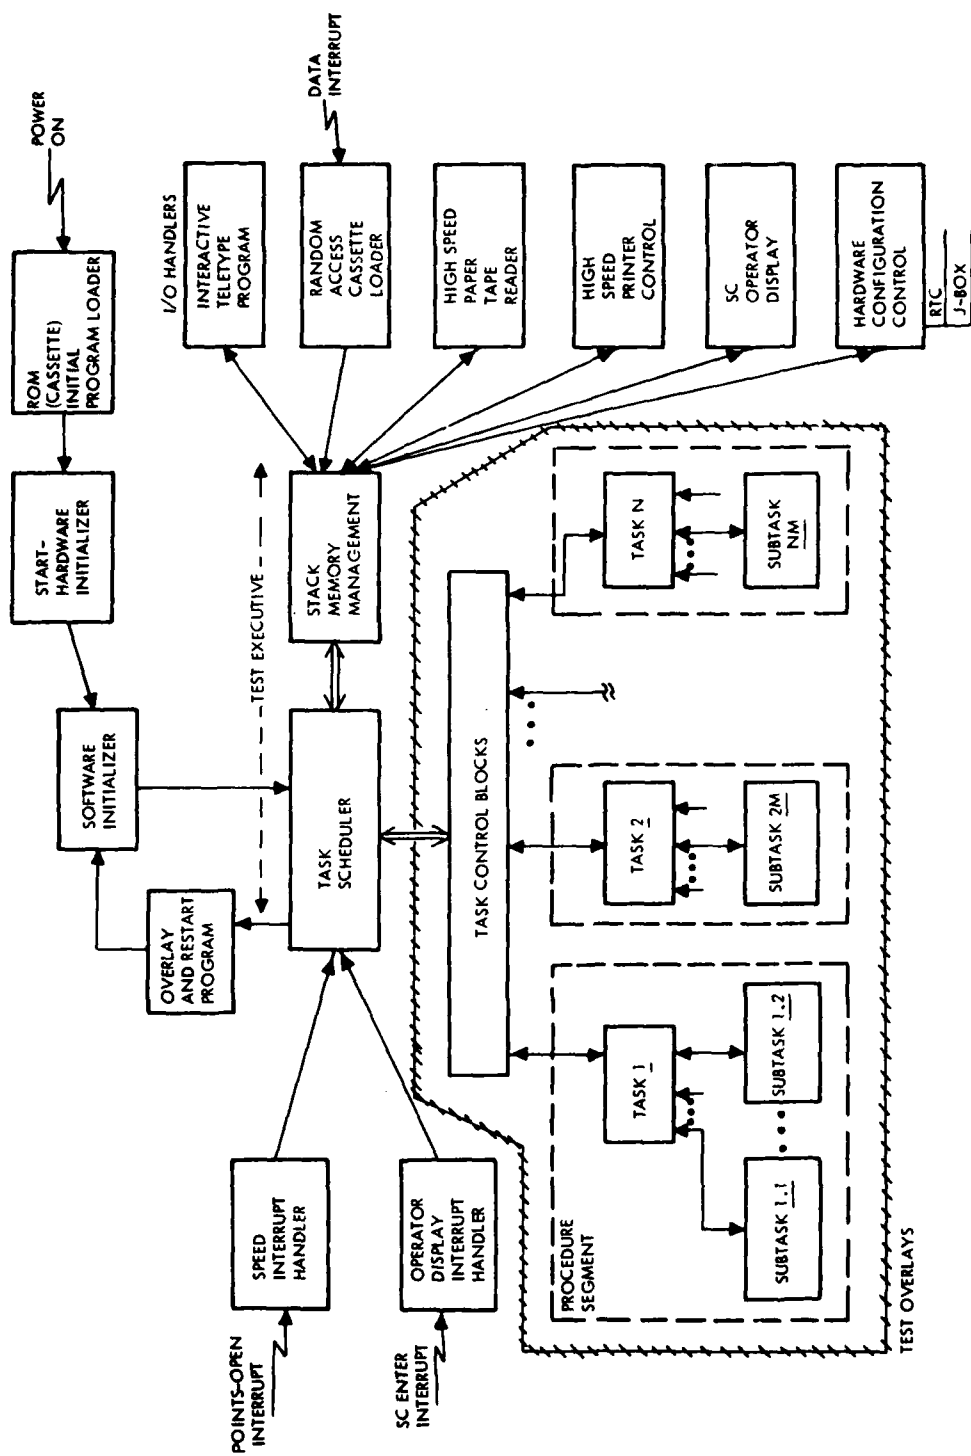 POWER
ON
ROM
(CASSETTE)
INITIAL
PROGRAM LOADER
START-
HARDWARE
INITIALIZER
SOFTWARE
INITIALIZER
OVERLAY
AND RESTART
PROGRAM
TEST EXECUTIVE
POINTS-OPEN
INTERRUPT
SPEED
INTERRUPT
HANDLER
SC ENTER
INTERRUPT
OPERATOR
DISPLAY
INTERRUPT
HANDLER
TASK
SCHEDULER
STACK
MEMORY
MANAGEMENT
I/O HANDLERS
INTERACTIVE
TELETYPE
PROGRAM
DATA
INTERRUPT
RANDOM
ACCESS
CASSETTE
LOADER
HIGH SPEED
PAPER
TAPE
READER
HIGH
SPEED
PRINTER
CONTROL
SC
OPERATOR
DISPLAY
HARDWARE
CONFIGURATION
CONTROL
RTC
J-BOX
TASK CONTROL BLOCKS
PROCEDURE
SEGMENT
TASK 1
SUBTASK 1.1
SUBTASK 1.2
TASK 2
SUBTASK 2M
TASK N
SUBTASK
NM
TEST OVERLAYS